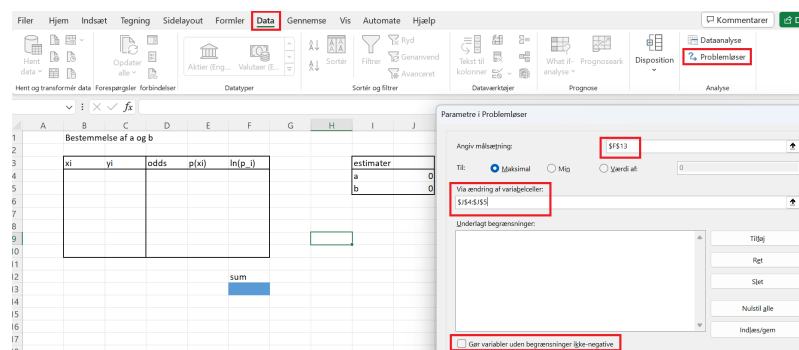 Filer Hjem Indsæt Tegning Sidelayout Formler Data Gennemse Vis Automate Hjælp Kommentarer
Hent data Opdater alle Aktier (Eng... Valutaer (E... Sortér Filtrer Ryd Genanvend Avanceret Tekst til kolonner What if-analyse Prognoseark Disposition Dataanalyse Problemløser
Hent og transformér data Forespørgsler forbindelser Datatyper Sortér og filtrer Dataværktøjer Prognose Analyse
fx
A B C D E F G H I J
1 Bestemmelse af a og b
2
3 xi yi odds p(xi) ln(p_i) estimater
4 a 0
5 b 0
6
7
8
9
10
11
12 sum
13
14
15
16
17
Parametre i Problemløser
Angiv målsætning: $F$13
Til: Maksimal Min Værdi af: 0
Via ændring af variabelceller:
$J$4:$J$5
Underlagt begrænsninger:
Tilføj
Ret
Slet
Nulstil alle
Indlæs/gem
Gør variabler uden begrænsninger ikke-negative